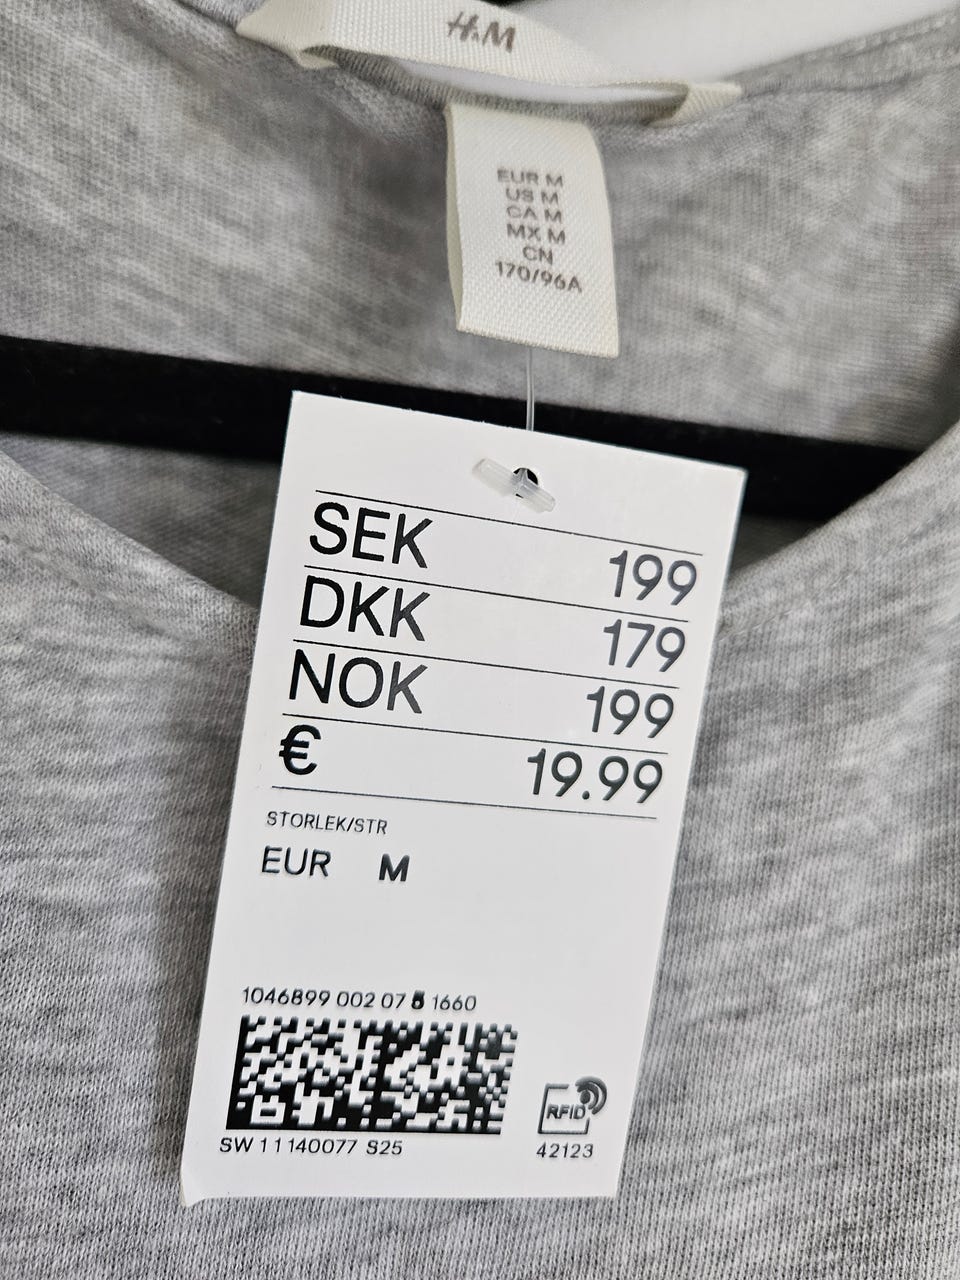 H&M
EUR M
US M
CA M
MX M
CN
170/96A
SEK 199
DKK 179
NOK 199
€ 19.99
STORLEK/STR
EUR M
1046899 002 07 1660
RFID
SW 11140077 S25
42123